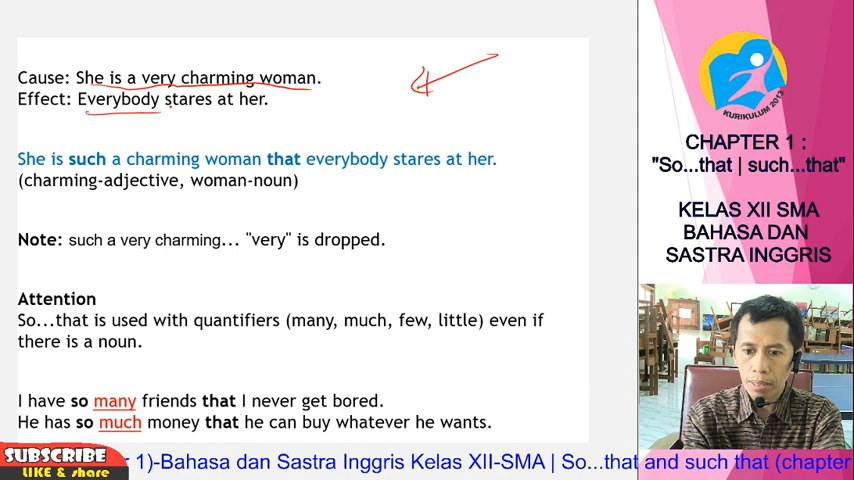 Cause: She is a very charming woman.
Effect: Everybody stares at her.
She is such a charming woman that everybody stares at her.
(charming-adjective, woman-noun)
Note: such a very charming... "very" is dropped.
Attention
So...that is used with quantifiers (many, much, few, little) even if
there is a noun.
I have so many friends that I never get bored.
He has so much money that he can buy whatever he wants.
KURIKULUM 2013
CHAPTER 1 :
"So...that | such...that"
KELAS XII SMA
BAHASA DAN
SASTRA INGGRIS
SUBSCRIBE
LIKE & share
r 1)-Bahasa dan Sastra Inggris Kelas XII-SMA | So...that and such that (chapter